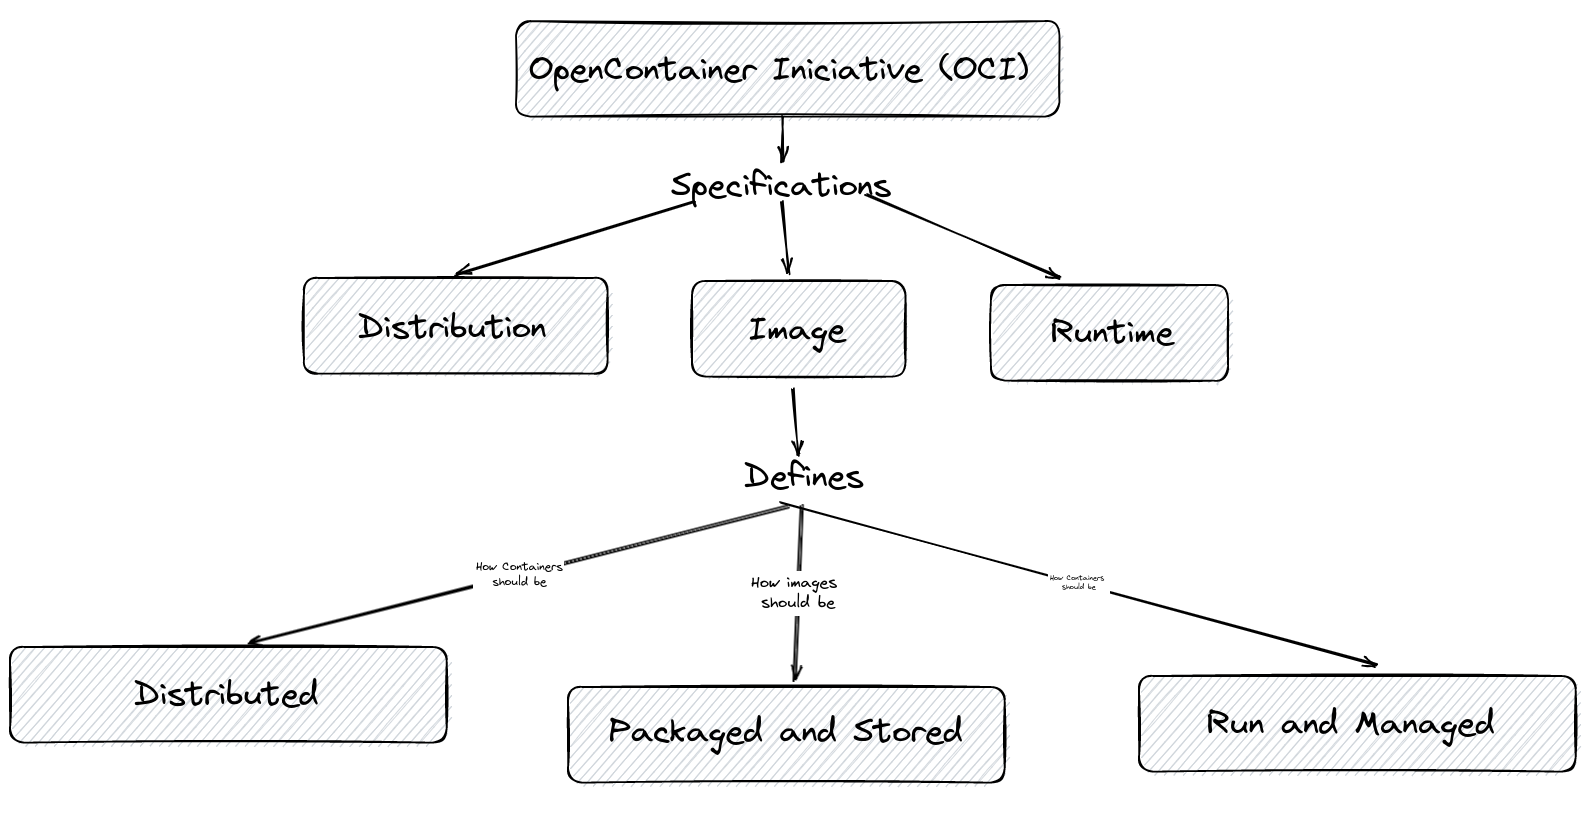 OpenContainer Iniciative (OCI)
Specifications
Distribution
Image
Runtime
Defines
How Containers
should be
How images
should be
How Containers
should be
Distributed
Packaged and Stored
Run and Managed